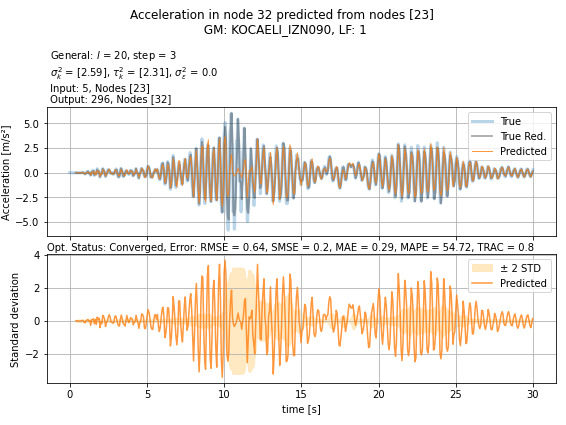 Acceleration in node 32 predicted from nodes [23]
GM: KOCAELI_IZN090, LF: 1
General: l = 20, step = 3
σ²ₖ = [2.59], τ²ₖ = [2.31], σ²ε = 0.0
Input: 5, Nodes [23]
Output: 296, Nodes [32]
Acceleration [m/s²]
5.0
2.5
0.0
−2.5
−5.0
True
True Red.
Predicted
Opt. Status: Converged, Error: RMSE = 0.64, SMSE = 0.2, MAE = 0.29, MAPE = 54.72, TRAC = 0.8
Standard deviation
4
2
0
−2
± 2 STD
Predicted
0 5 10 15 20 25 30
time [s]